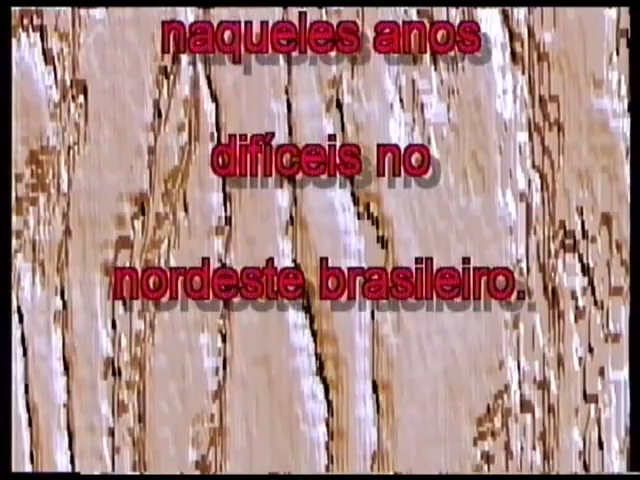 naqueles anos
difíceis no
nordeste brasileiro.